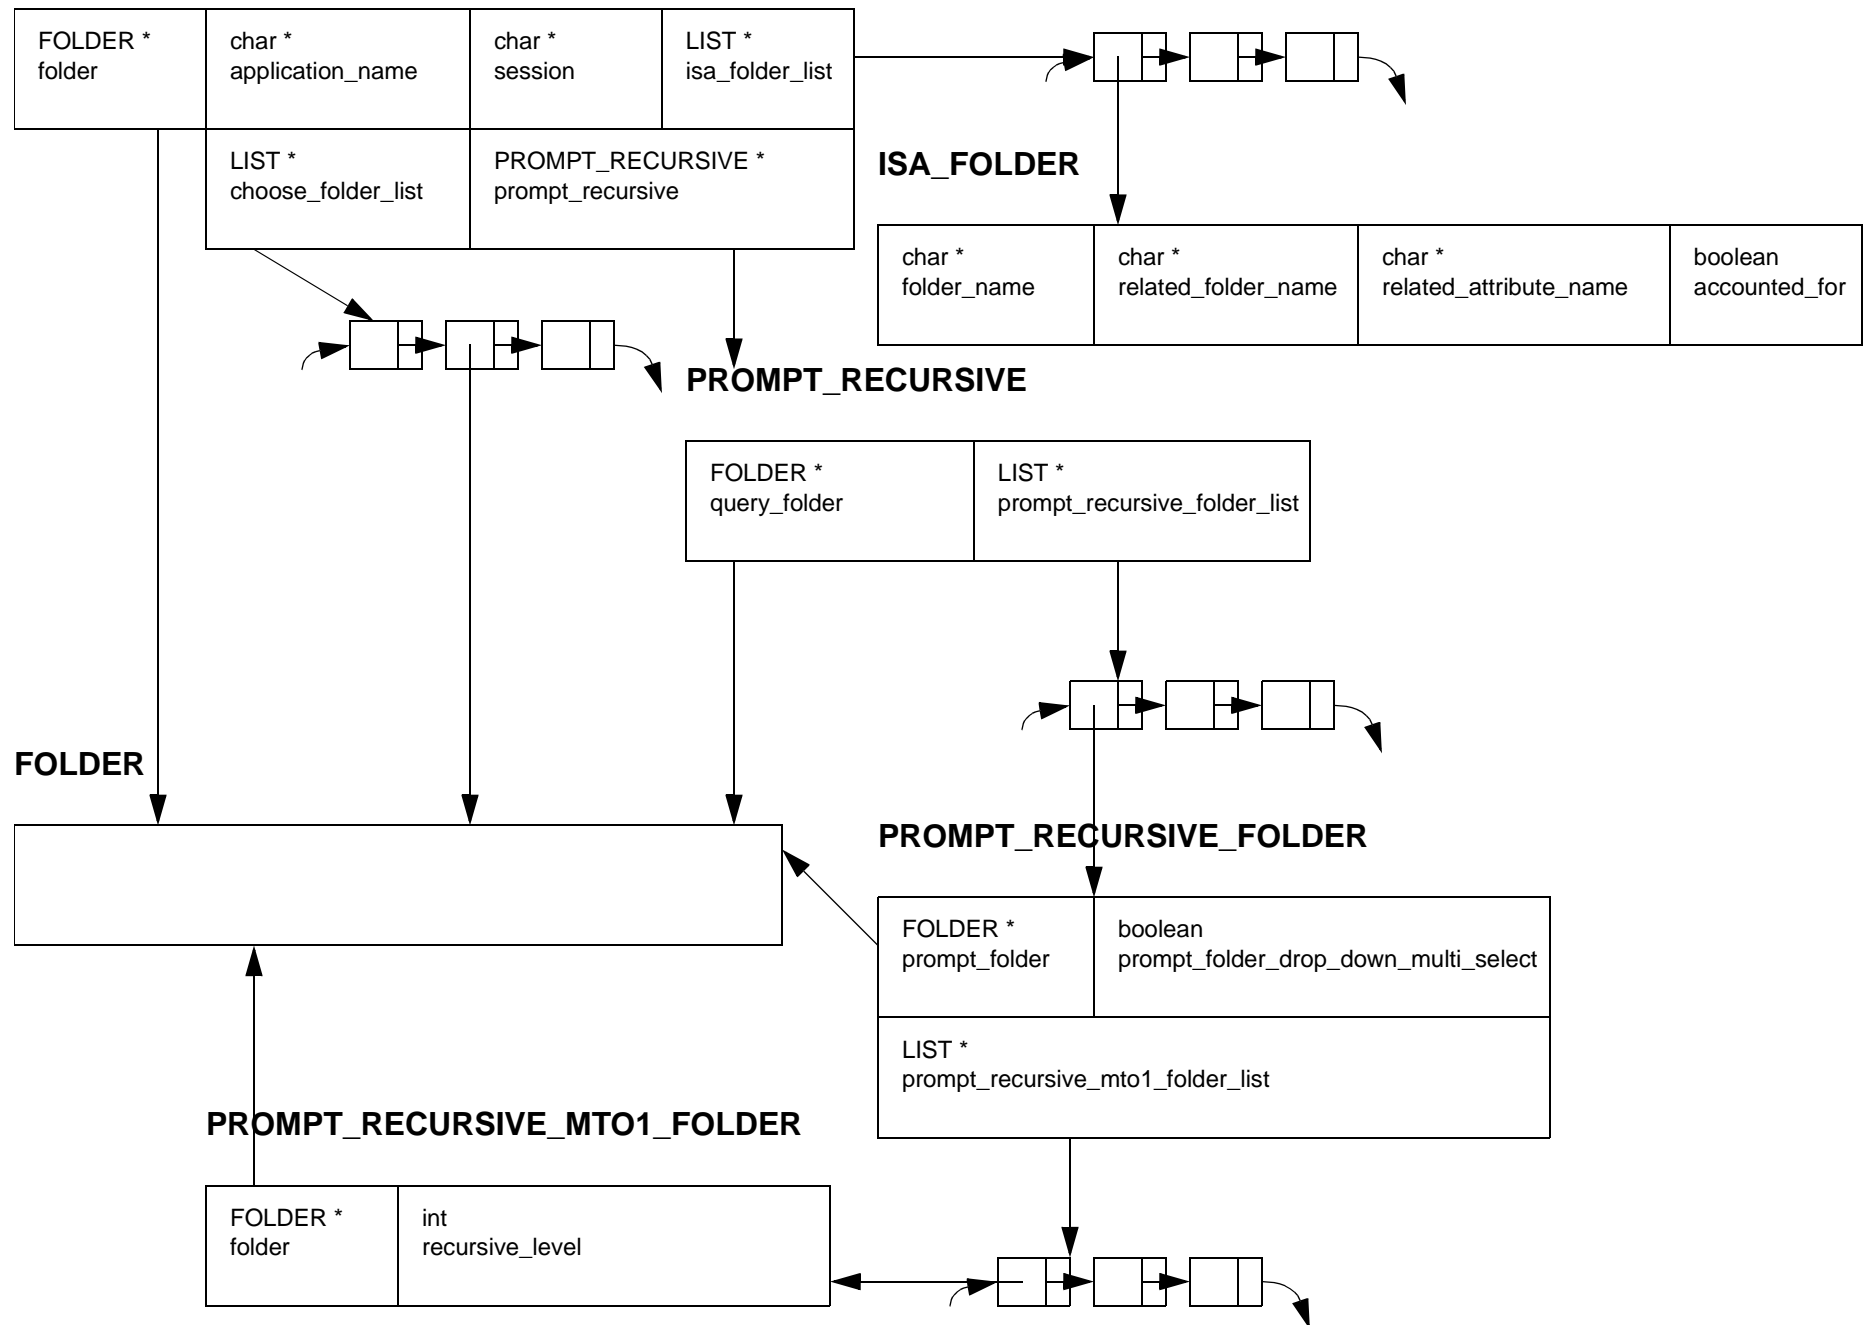 FOLDER *
folder
char *
application_name
char *
session
LIST *
isa_folder_list
LIST *
choose_folder_list
PROMPT_RECURSIVE *
prompt_recursive
ISA_FOLDER
char *
folder_name
char *
related_folder_name
char *
related_attribute_name
boolean
accounted_for
PROMPT_RECURSIVE
FOLDER *
query_folder
LIST *
prompt_recursive_folder_list
FOLDER
PROMPT_RECURSIVE_FOLDER
FOLDER *
prompt_folder
boolean
prompt_folder_drop_down_multi_select
LIST *
prompt_recursive_mto1_folder_list
PROMPT_RECURSIVE_MTO1_FOLDER
FOLDER *
folder
int
recursive_level